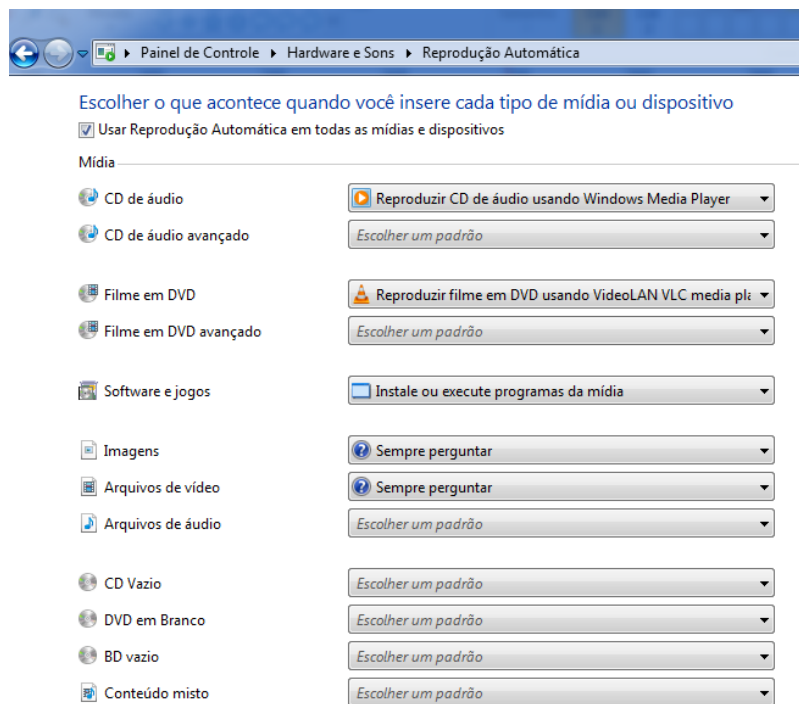 Painel de Controle Hardware e Sons Reprodução Automática
Escolher o que acontece quando você insere cada tipo de mídia ou dispositivo
Usar Reprodução Automática em todas as mídias e dispositivos
Mídia
CD de áudio Reproduzir CD de áudio usando Windows Media Player
CD de áudio avançado Escolher um padrão
Filme em DVD Reproduzir filme em DVD usando VideoLAN VLC media pla
Filme em DVD avançado Escolher um padrão
Software e jogos Instale ou execute programas da mídia
Imagens Sempre perguntar
Arquivos de vídeo Sempre perguntar
Arquivos de áudio Escolher um padrão
CD Vazio Escolher um padrão
DVD em Branco Escolher um padrão
BD vazio Escolher um padrão
Conteúdo misto Escolher um padrão